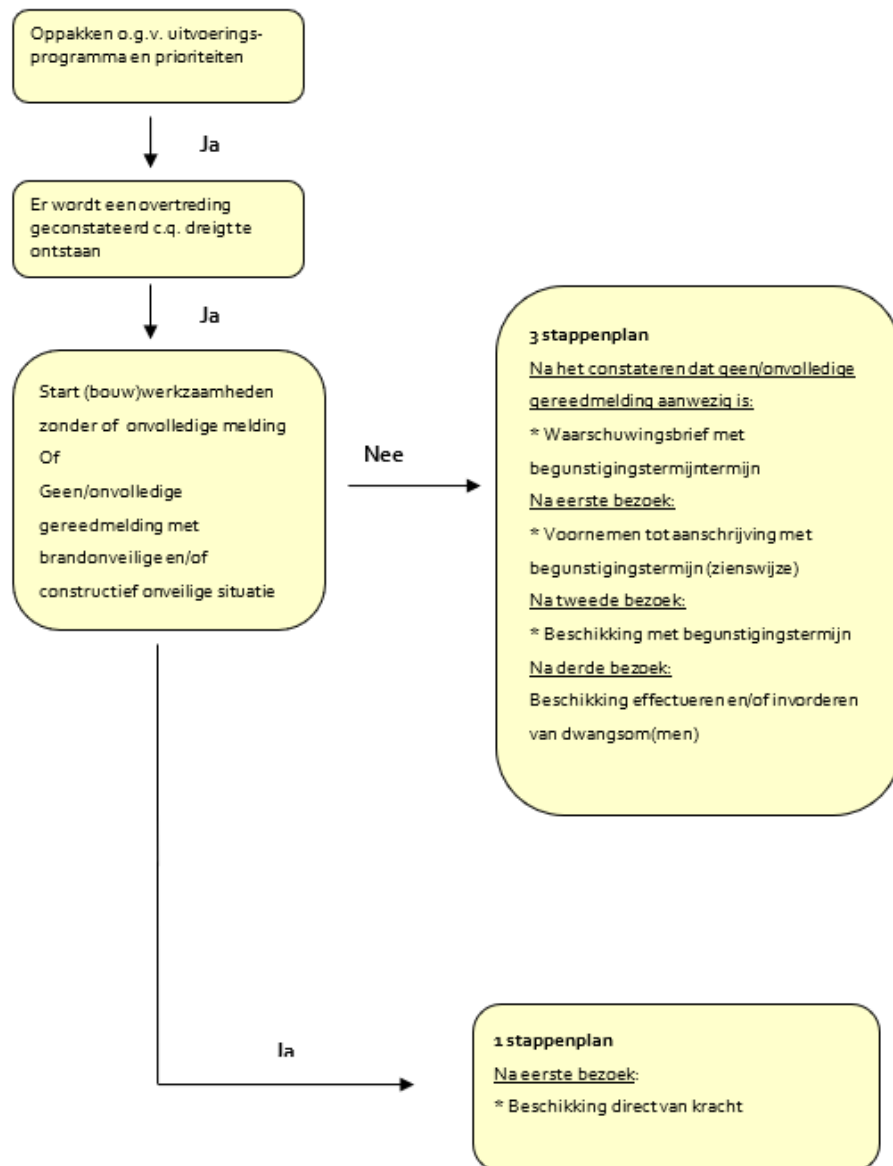 Oppakken o.g.v. uitvoerings-
programma en prioriteiten
Ja
Er wordt een overtreding
geconstateerd c.q. dreigt te
ontstaan
Ja
Start (bouw)werkzaamheden
zonder of onvolledige melding
Of
Geen/onvolledige
gereedmelding met
brandonveilige en/of
constructief onveilige situatie
Nee
3 stappenplan
Na het constateren dat geen/onvolledige
gereedmelding aanwezig is:
* Waarschuwingsbrief met
begunstigingstermijntermijn
Na eerste bezoek:
* Voornemen tot aanschrijving met
begunstigingstermijn (zienswijze)
Na tweede bezoek:
* Beschikking met begunstigingstermijn
Na derde bezoek:
Beschikking effectueren en/of invorderen
van dwangsom(men)
Ja
1 stappenplan
Na eerste bezoek:
* Beschikking direct van kracht